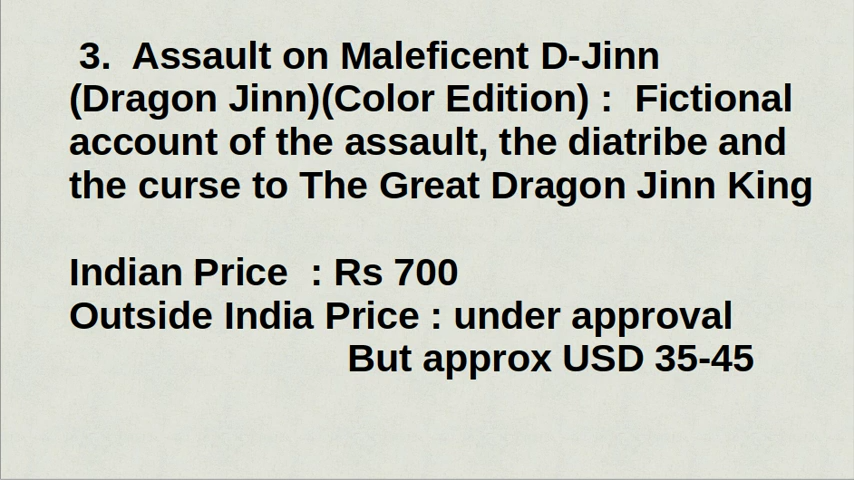 3. Assault on Maleficent D-Jinn
(Dragon Jinn)(Color Edition) : Fictional
account of the assault, the diatribe and
the curse to The Great Dragon Jinn King
Indian Price : Rs 700
Outside India Price : under approval
But approx USD 35-45